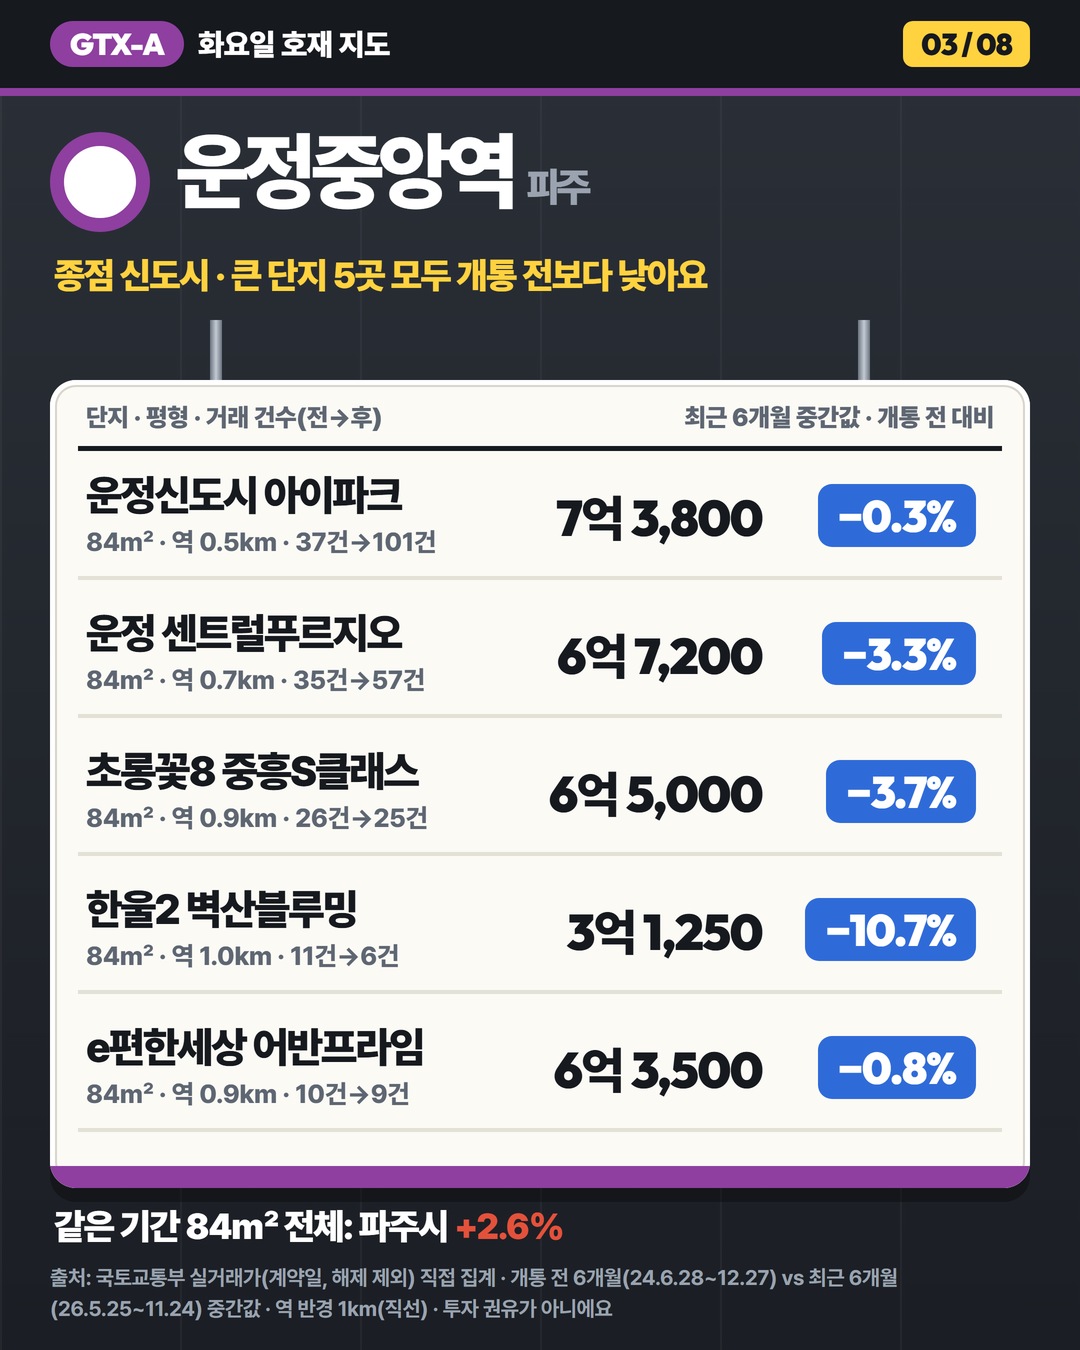 GTX-A 화요일 호재 지도
03 / 08
운정중앙역 파주
종점 신도시 · 큰 단지 5곳 모두 개통 전보다 낮아요
단지 · 평형 · 거래 건수(전→후)
최근 6개월 중간값 · 개통 전 대비
운정신도시 아이파크
84m² · 역 0.5km · 37건→101건
7억 3,800
−0.3%
운정 센트럴푸르지오
84m² · 역 0.7km · 35건→57건
6억 7,200
−3.3%
초롱꽃8 중흥S클래스
84m² · 역 0.9km · 26건→25건
6억 5,000
−3.7%
한울2 벽산블루밍
84m² · 역 1.0km · 11건→6건
3억 1,250
−10.7%
e편한세상 어반프라임
84m² · 역 0.9km · 10건→9건
6억 3,500
−0.8%
같은 기간 84m² 전체: 파주시 +2.6%
출처: 국토교통부 실거래가(계약일, 해제 제외) 직접 집계 · 개통 전 6개월(24.6.28~12.27) vs 최근 6개월
(26.5.25~11.24) 중간값 · 역 반경 1km(직선) · 투자 권유가 아니에요